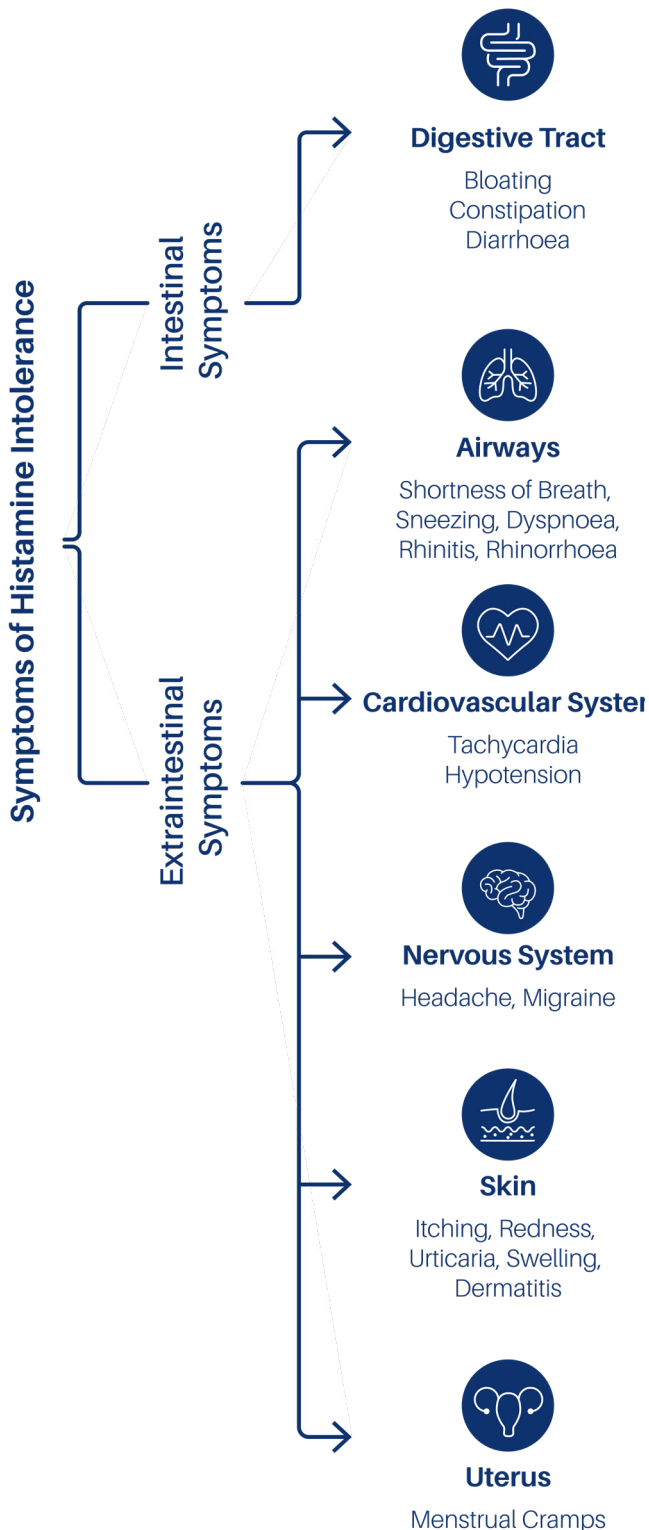 Symptoms of Histamine Intolerance
Intestinal
Symptoms
Digestive Tract
Bloating
Constipation
Diarrhoea
Extraintestinal
Symptoms
Airways
Shortness of Breath,
Sneezing, Dyspnoea,
Rhinitis, Rhinorrhoea
Cardiovascular System
Tachycardia
Hypotension
Nervous System
Headache, Migraine
Skin
Itching, Redness,
Urticaria, Swelling,
Dermatitis
Uterus
Menstrual Cramps